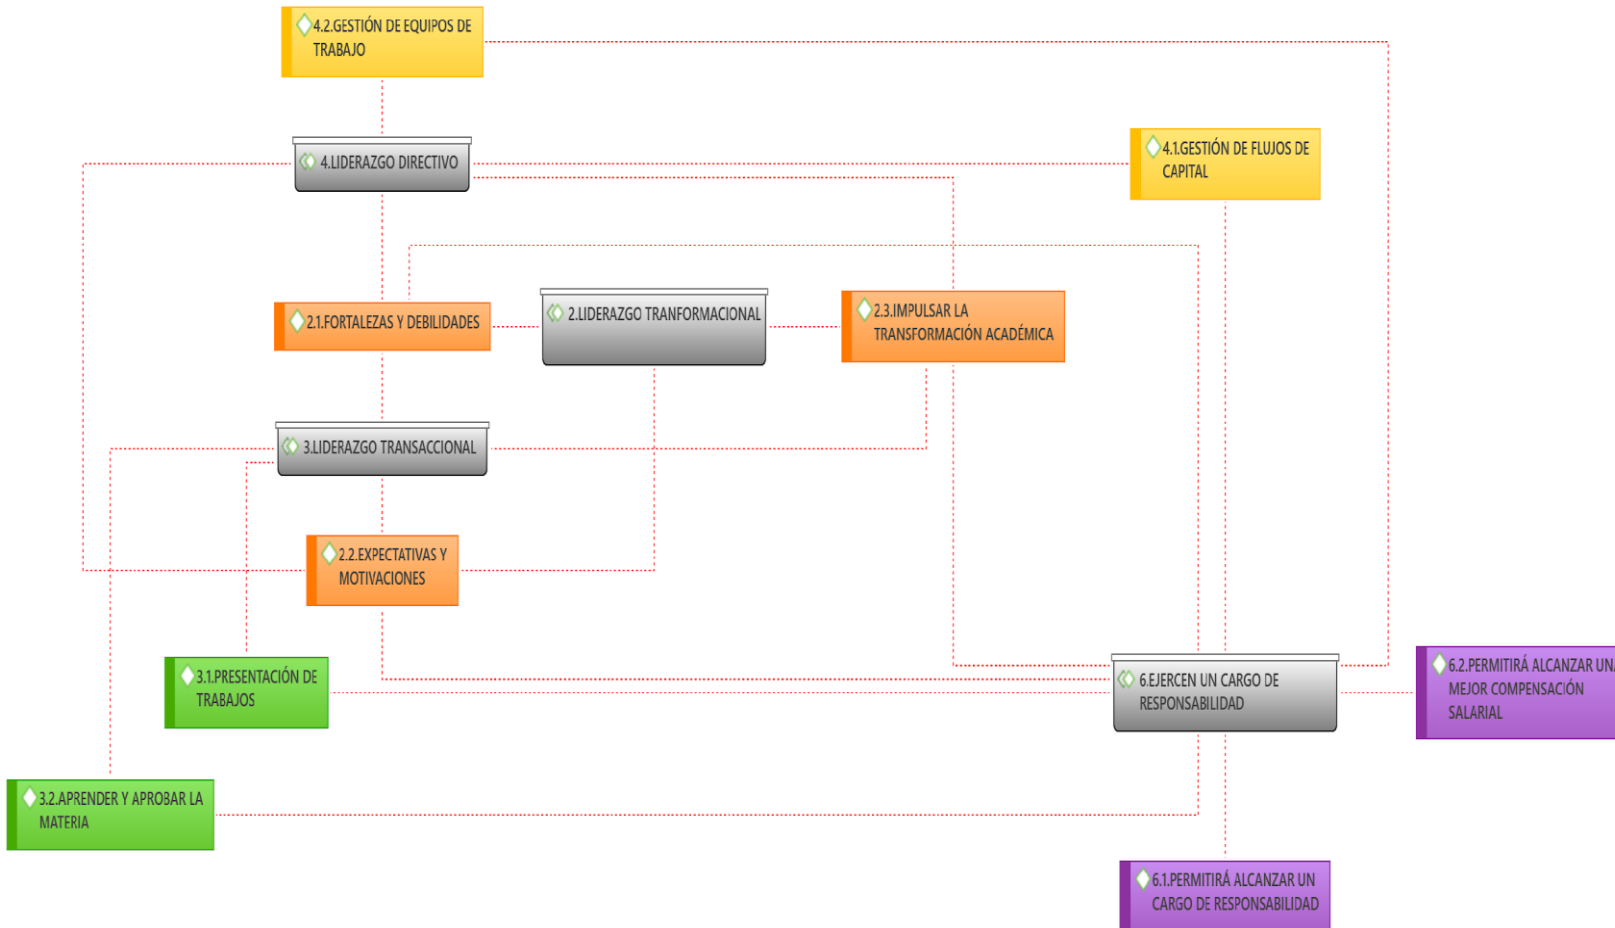 4.2.GESTIÓN DE EQUIPOS DE
TRABAJO
4.LIDERAZGO DIRECTIVO
4.1.GESTIÓN DE FLUJOS DE
CAPITAL
2.1.FORTALEZAS Y DEBILIDADES
2.LIDERAZGO TRANFORMACIONAL
2.3.IMPULSAR LA
TRANSFORMACIÓN ACADÉMICA
3.LIDERAZGO TRANSACCIONAL
2.2.EXPECTATIVAS Y
MOTIVACIONES
3.1.PRESENTACIÓN DE
TRABAJOS
6.EJERCEN UN CARGO DE
RESPONSABILIDAD
6.2.PERMITIRÁ ALCANZAR UNA
MEJOR COMPENSACIÓN
SALARIAL
3.2.APRENDER Y APROBAR LA
MATERIA
6.1.PERMITIRÁ ALCANZAR UN
CARGO DE RESPONSABILIDAD